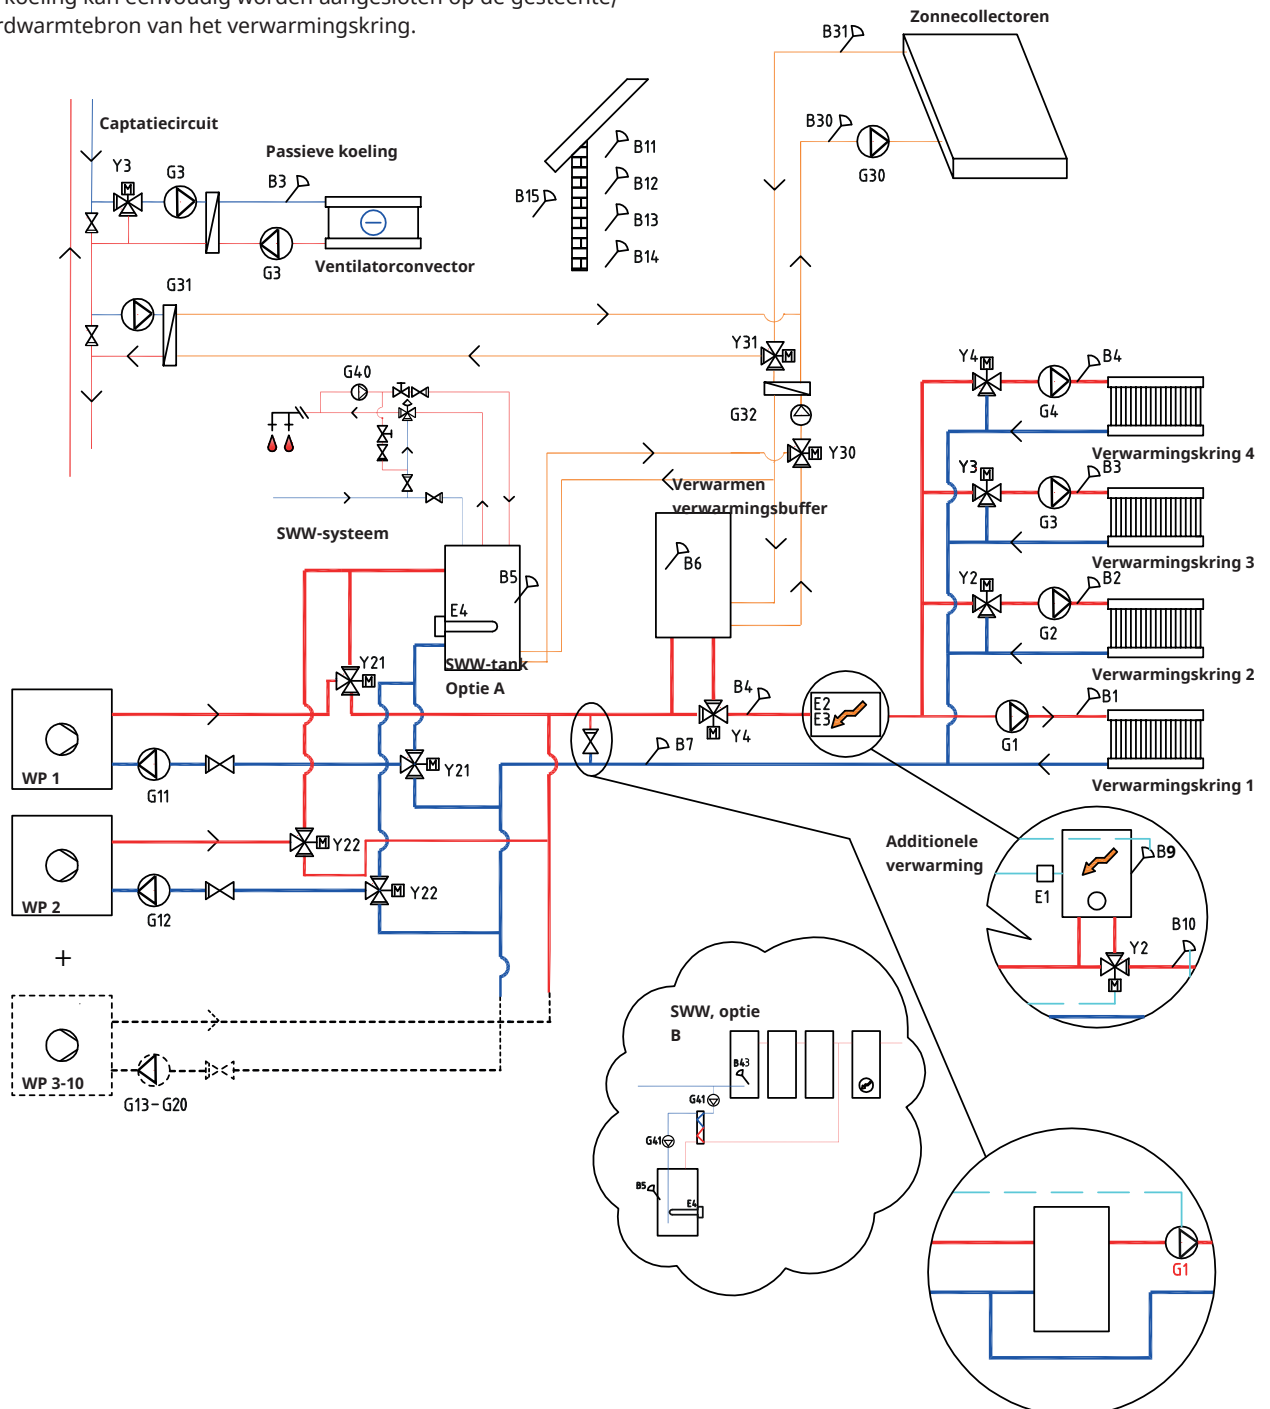 koeling kan eenvoudig worden aangesloten op de gesteente/
rdwarmtebron van het verwarmingskring.
Zonnecollectoren
B31
B30
G30
Captatiecircuit
Passieve koeling
Y3
G3
B3
G3
Ventilatorconvector
B11
B12
B13
B14
B15
G31
Y31
M
G32
Y30
M
G40
SWW-systeem
Verwarmen
verwarmingsbuffer
B6
B5
E4
SWW-tank
Optie A
Y4
M
B4
G4
Verwarmingskring 4
Y3
M
B3
G3
Verwarmingskring 3
Y2
M
B2
G2
Verwarmingskring 2
B1
G1
Verwarmingskring 1
Y21
M
WP 1
G11
Y21
M
B4
Y4
M
B7
E2
E3
WP 2
G12
Y22
M
Y22
M
+
WP 3-10
G13-G20
Additionele
verwarming
B9
E1
B10
Y2
M
SWW, optie
B
B43
G41
G41
B5
E4
G1